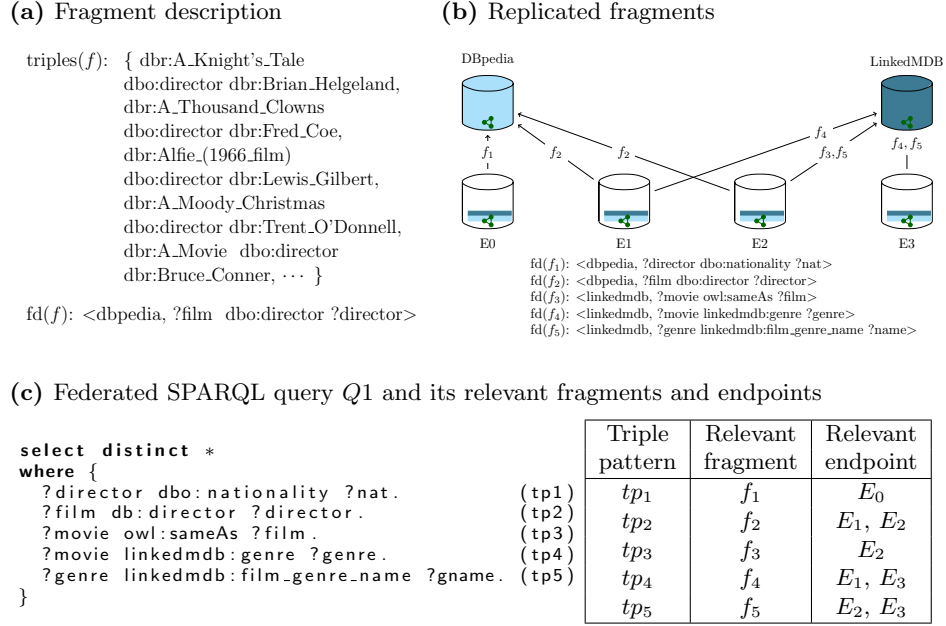 (a) Fragment description
triples(f): { dbr:A_Knight's_Tale
dbo:director dbr:Brian_Helgeland,
dbr:A_Thousand_Clowns
dbo:director dbr:Fred_Coe,
dbr:Alfie_(1966_film)
dbo:director dbr:Lewis_Gilbert,
dbr:A_Moody_Christmas
dbo:director dbr:Trent_O'Donnell,
dbr:A_Movie dbo:director
dbr:Bruce_Conner, ⋯ }
fd(f): <dbpedia, ?film dbo:director ?director>
(b) Replicated fragments
DBpedia
LinkedMDB
f4
f1
f2
f2
f3,f5
f4,f5
E0
E1
E2
E3
fd(f1): <dbpedia, ?director dbo:nationality ?nat>
fd(f2): <dbpedia, ?film dbo:director ?director>
fd(f3): <linkedmdb, ?movie owl:sameAs ?film>
fd(f4): <linkedmdb, ?movie linkedmdb:genre ?genre>
fd(f5): <linkedmdb, ?genre linkedmdb:film_genre_name ?name>
(c) Federated SPARQL query Q1 and its relevant fragments and endpoints
select distinct *
where {
?director dbo:nationality ?nat. (tp1)
?film db:director ?director. (tp2)
?movie owl:sameAs ?film. (tp3)
?movie linkedmdb:genre ?genre. (tp4)
?genre linkedmdb:film_genre_name ?gname. (tp5)
}
Triple pattern Relevant fragment Relevant endpoint
tp1 f1 E0
tp2 f2 E1, E2
tp3 f3 E2
tp4 f4 E1, E3
tp5 f5 E2, E3